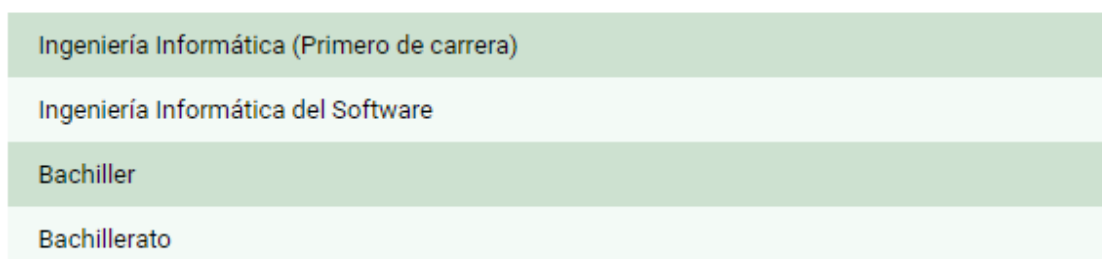 Ingeniería Informática (Primero de carrera)
Ingeniería Informática del Software
Bachiller
Bachillerato